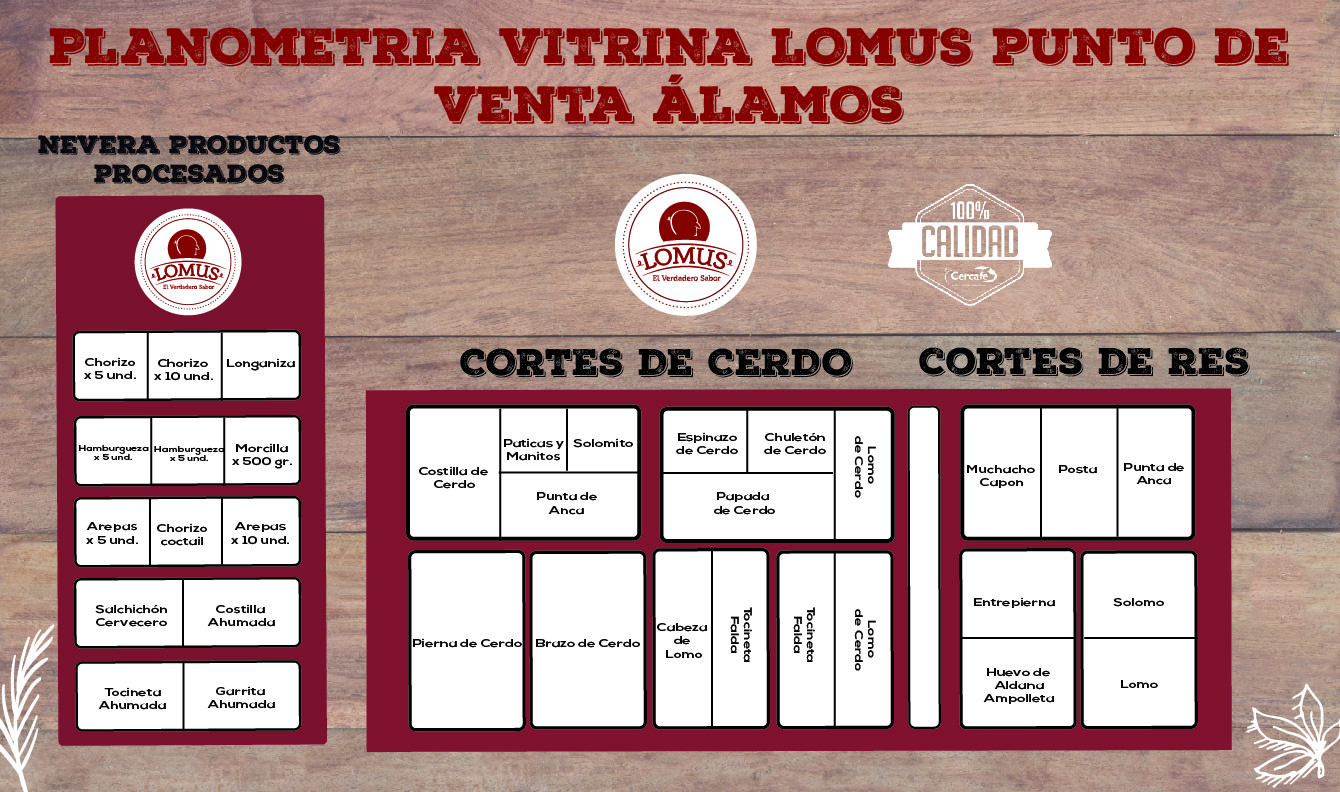 PLANOMETRIA VITRINA LOMUS PUNTO DE
VENTA ÁLAMOS
NEVERA PRODUCTOS
PROCESADOS
LOMUS
El Verdadero Sabor
Chorizo
x 5 und.
Chorizo
x 10 und.
Longaniza
Hamburgueza
x 5 und.
Hamburgueza
x 5 und.
Morcilla
x 500 gr.
Arepas
x 5 und.
Chorizo
coctail
Arepas
x 10 und.
Salchichón
Cervecero
Costilla
Ahumada
Tocineta
Ahumada
Garrita
Ahumada
LOMUS
El Verdadero Sabor
100%
CALIDAD
Cercafe
CORTES DE CERDO
Costilla de
Cerdo
Paticas y
Manitos
Solomito
Punta de
Anca
Espinazo
de Cerdo
Chuletón
de Cerdo
Papada
de Cerdo
Lomo
de Cerdo
Pierna de Cerdo
Brazo de Cerdo
Cabeza
de
Lomo
Tocineta
Falda
Tocineta
Falda
Lomo
de Cerdo
CORTES DE RES
Muchacho
Capon
Posta
Punta de
Anca
Entrepierna
Solomo
Huevo de
Aldana
Ampolleta
Lomo